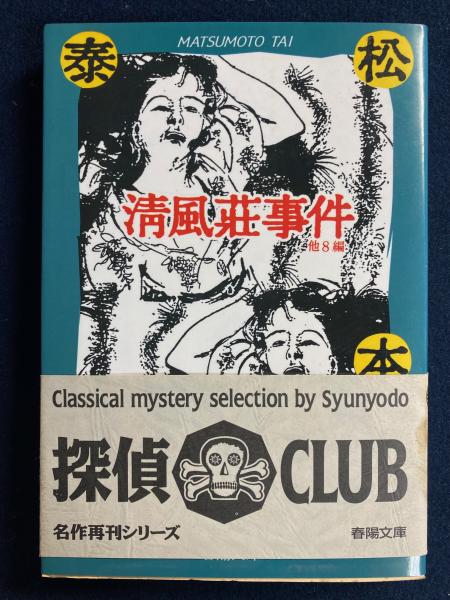 MATSUMOTO TAI
松
本
泰
清風荘事件
他8編
Classical mystery selection by Syunyodo
探偵 CLUB
名作再刊シリーズ
春陽文庫